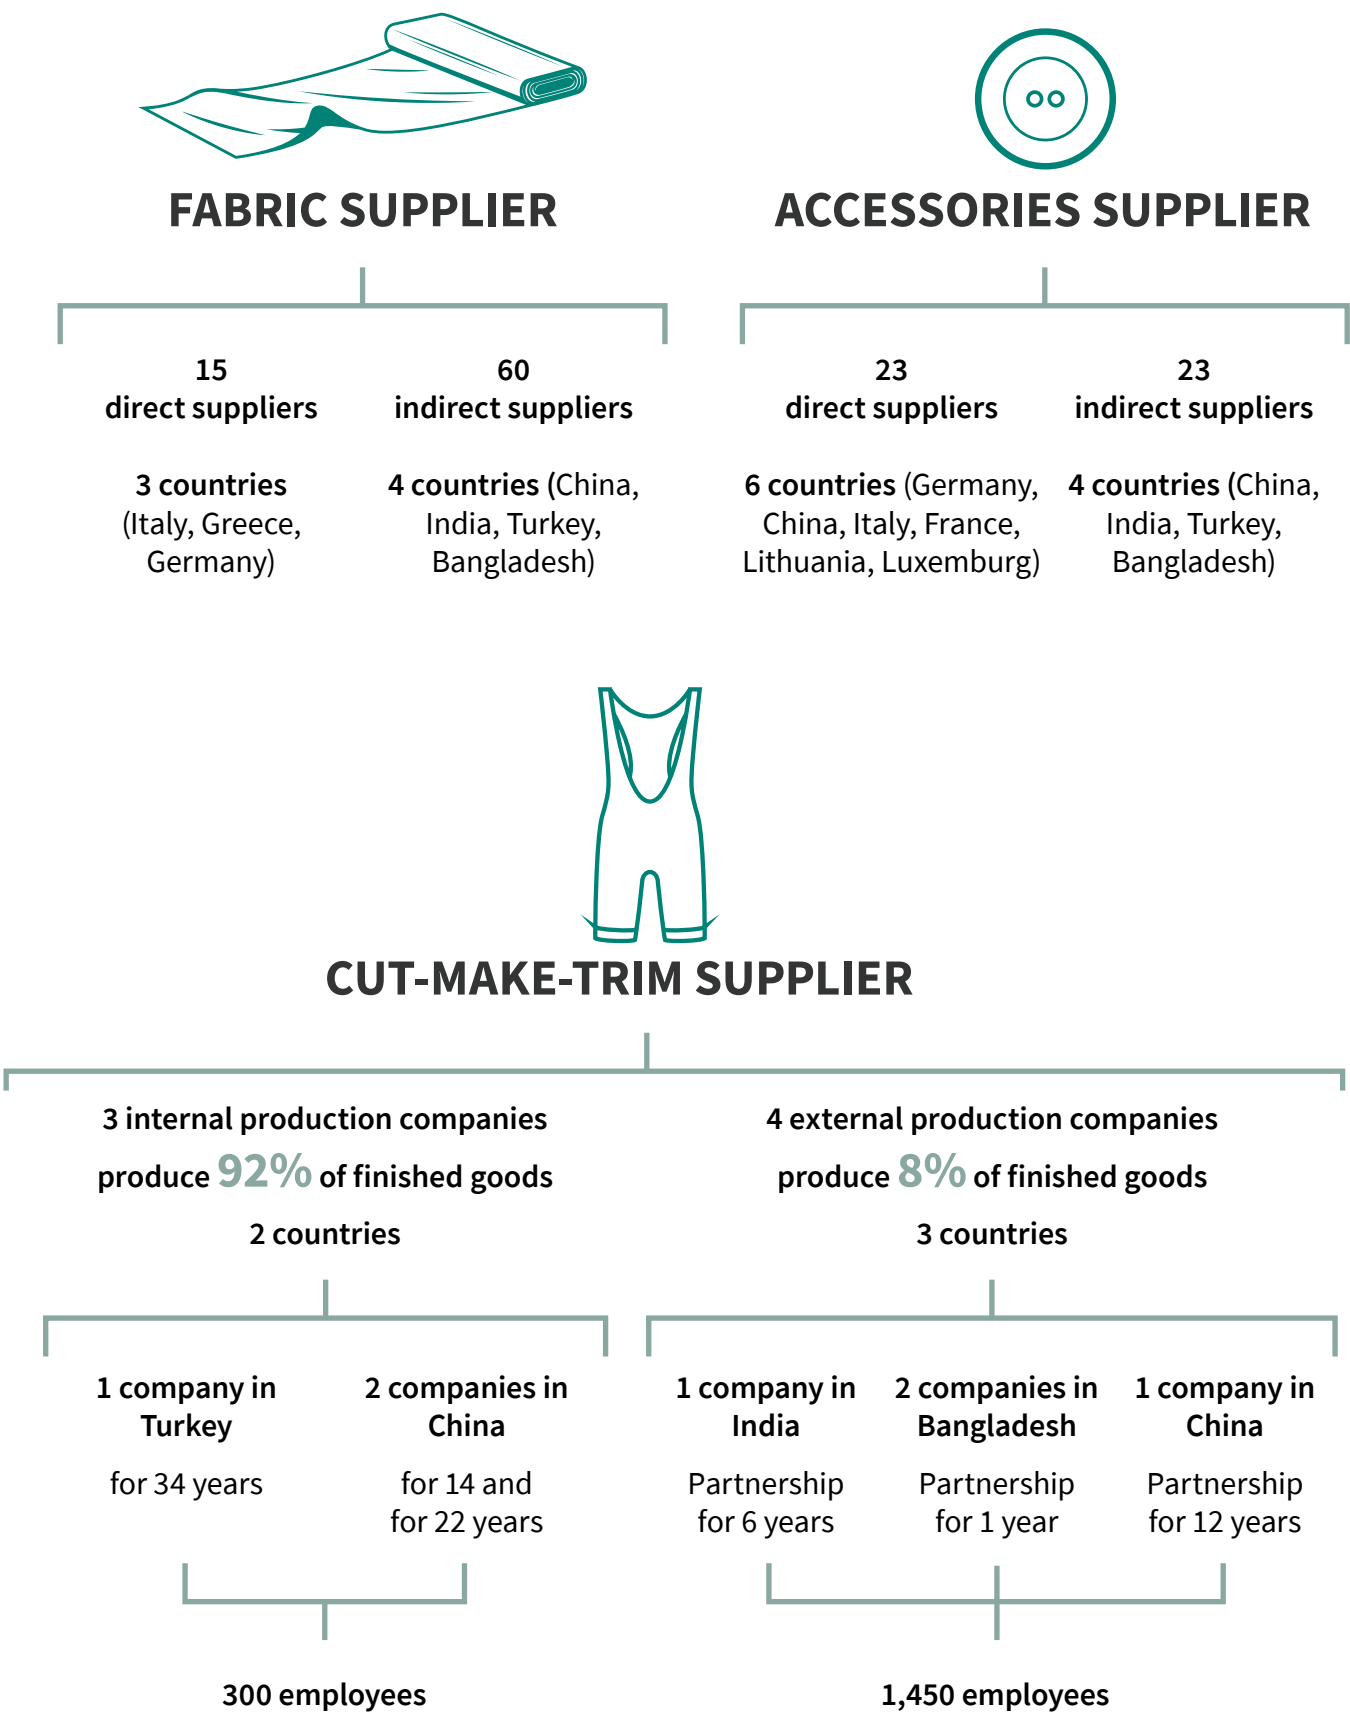 FABRIC SUPPLIER
15
direct suppliers
3 countries
(Italy, Greece,
Germany)
60
indirect suppliers
4 countries (China,
India, Turkey,
Bangladesh)
ACCESSORIES SUPPLIER
23
direct suppliers
6 countries (Germany,
China, Italy, France,
Lithuania, Luxemburg)
23
indirect suppliers
4 countries (China,
India, Turkey,
Bangladesh)
CUT-MAKE-TRIM SUPPLIER
3 internal production companies
produce 92% of finished goods
2 countries
1 company in
Turkey
for 34 years
2 companies in
China
for 14 and
for 22 years
300 employees
4 external production companies
produce 8% of finished goods
3 countries
1 company in
India
Partnership
for 6 years
2 companies in
Bangladesh
Partnership
for 1 year
1 company in
China
Partnership
for 12 years
1,450 employees